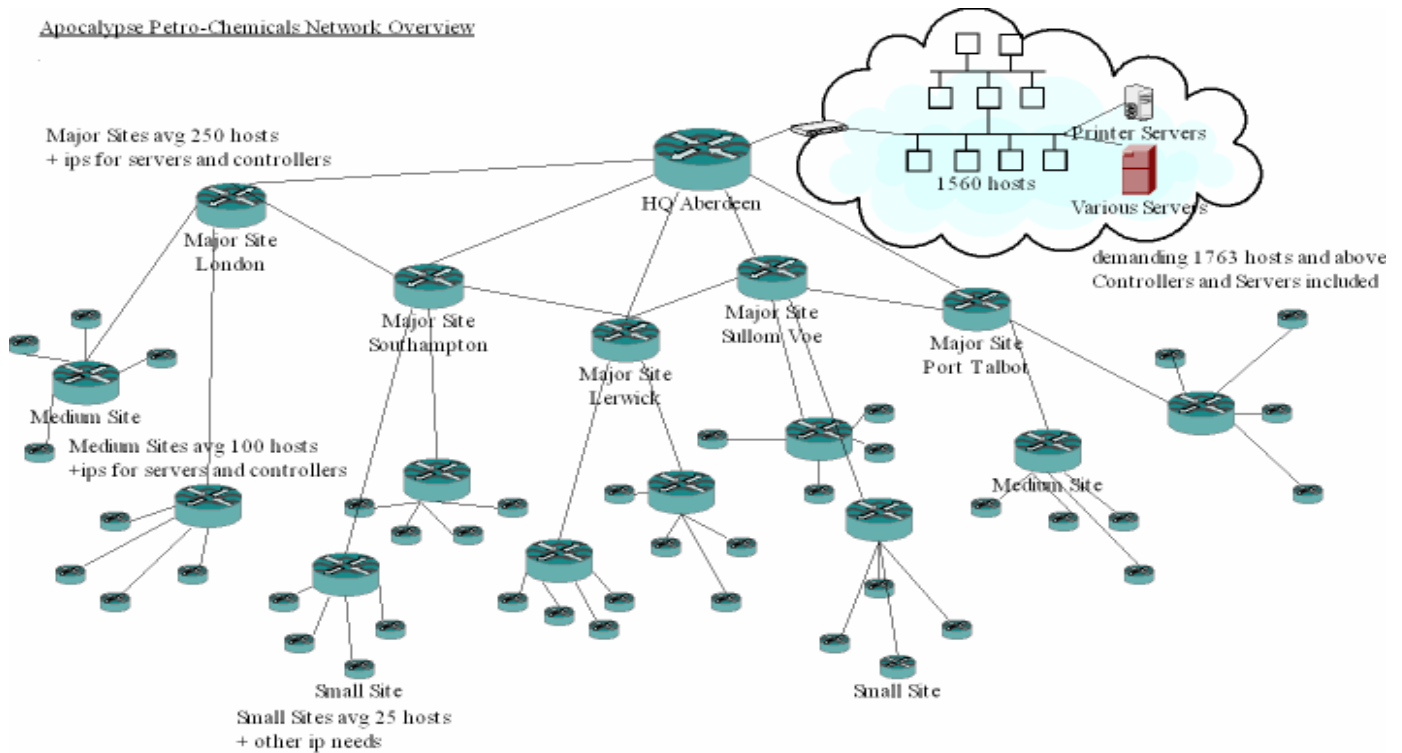 Apocalypse Petro-Chemicals Network Overview
Major Sites avg 250 hosts
+ ips for servers and controllers
Printer Servers
1560 hosts
Various Servers
HQ Aberdeen
Major Site
London
demanding 1763 hosts and above
Controllers and Servers included
Major Site
Southampton
Major Site
Sullom Voe
Major Site
Port Talbot
Major Site
Lerwick
Medium Site
Medium Sites avg 100 hosts
+ips for servers and controllers
Medium Site
Small Site
Small Sites avg 25 hosts
+ other ip needs
Small Site